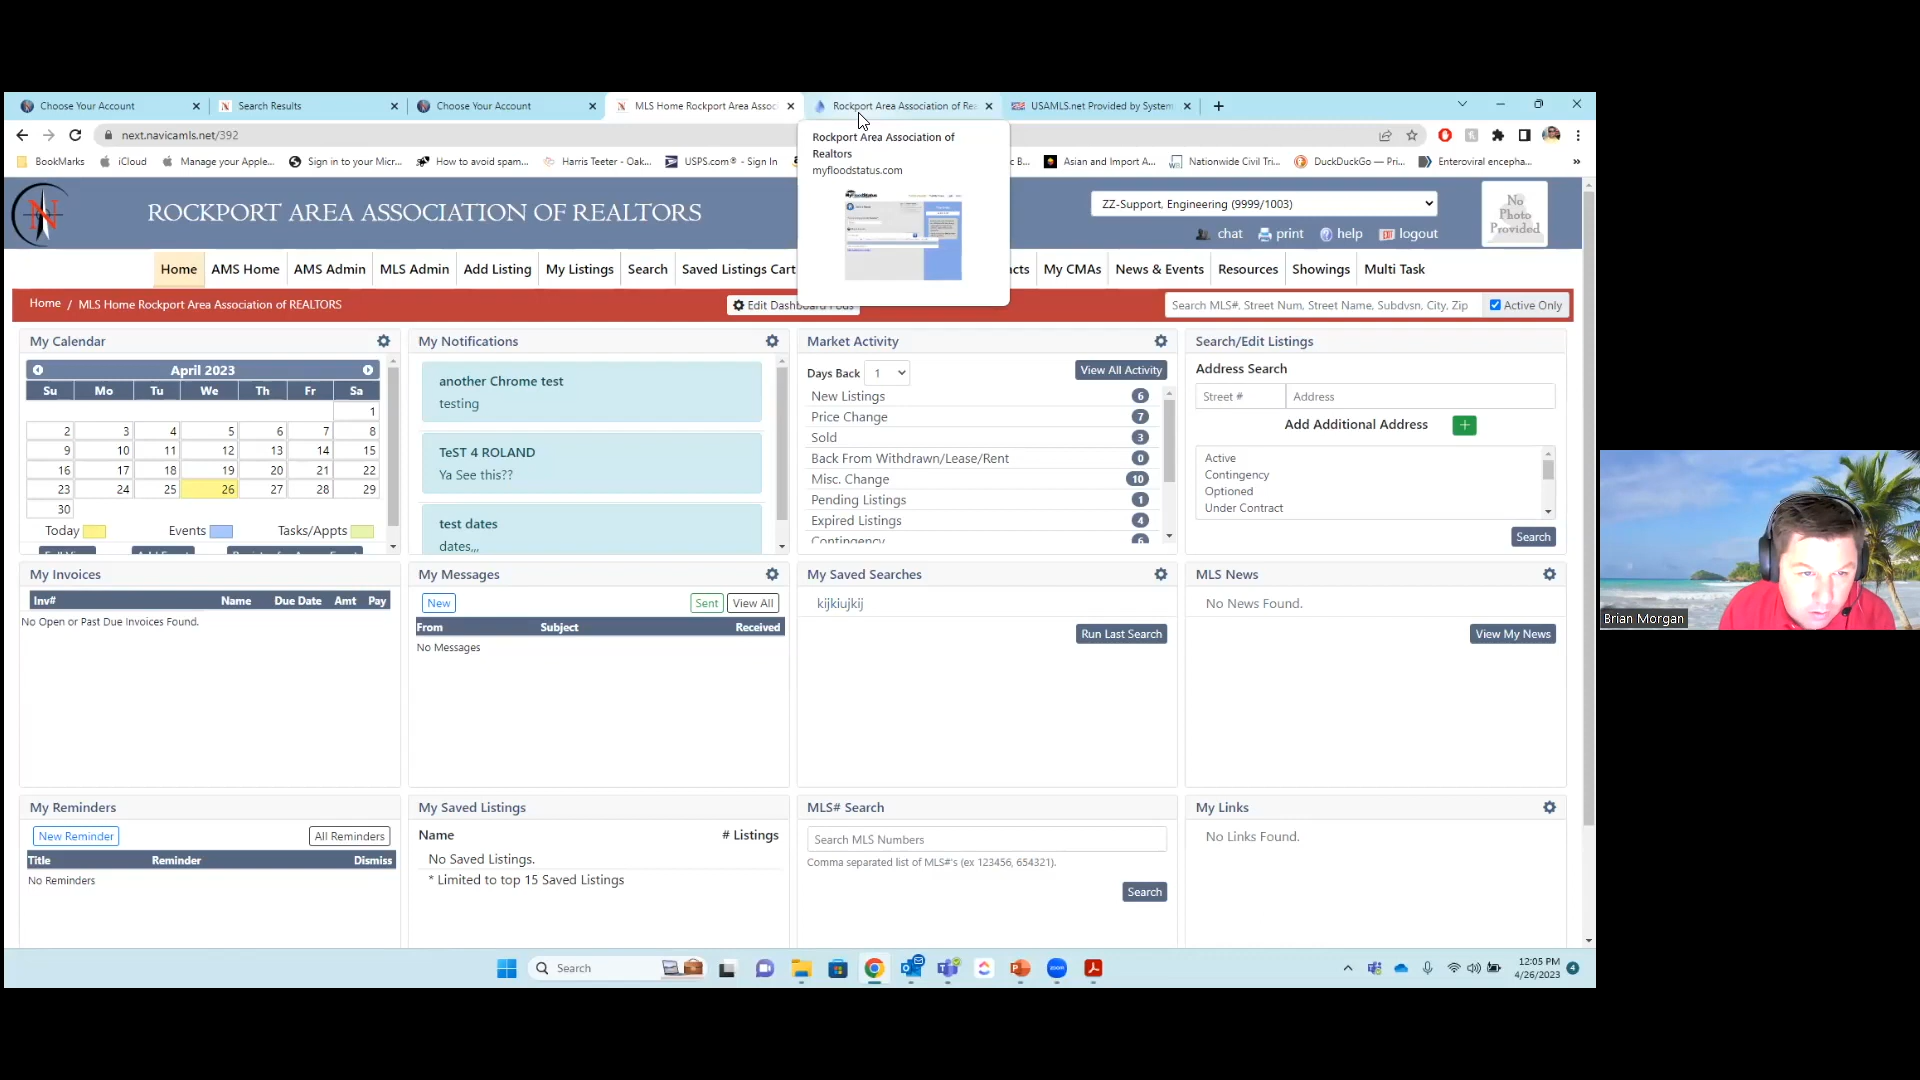 Choose Your Account
Search Results
Choose Your Account
MLS Home Rockport Area Assoc
Rockport Area Association of Rea
USAMLS.net Provided by System
next.navicamls.net/392
BookMarks
iCloud
Manage your Apple...
Sign in to your Micr...
How to avoid spam...
Harris Teeter - Oak...
USPS.com® - Sign In
c B...
Asian and Import A...
Nationwide Civil Tri...
DuckDuckGo — Pri...
Enteroviral encepha...
»
Rockport Area Association of
Realtors
myfloodstatus.com
MyFloodStatus
N
ROCKPORT AREA ASSOCIATION OF REALTORS
ZZ-Support, Engineering (9999/1003)
chat
print
help
EXIT logout
No
Photo
Provided
Home
AMS Home
AMS Admin
MLS Admin
Add Listing
My Listings
Search
Saved Listings Cart
cts
My CMAs
News & Events
Resources
Showings
Multi Task
Home / MLS Home Rockport Area Association of REALTORS
Edit Dashboard Pods
Search MLS#, Street Num, Street Name, Subdvsn, City, Zip
Active Only
My Calendar
April 2023
Su Mo Tu We Th Fr Sa
1
2 3 4 5 6 7 8
9 10 11 12 13 14 15
16 17 18 19 20 21 22
23 24 25 26 27 28 29
30
Today
Events
Tasks/Appts
Full View
Add Event
My Notifications
another Chrome test
testing
TeST 4 ROLAND
Ya See this??
test dates
dates,,,
Market Activity
Days Back 1
View All Activity
New Listings 6
Price Change 7
Sold 3
Back From Withdrawn/Lease/Rent 0
Misc. Change 10
Pending Listings 1
Expired Listings 4
Contingency 6
Search/Edit Listings
Address Search
Street #
Address
Add Additional Address +
Active
Contingency
Optioned
Under Contract
Search
My Invoices
Inv# Name Due Date Amt Pay
No Open or Past Due Invoices Found.
My Messages
New
Sent
View All
From Subject Received
No Messages
My Saved Searches
kijkiujkij
Run Last Search
MLS News
No News Found.
View My News
My Reminders
New Reminder
All Reminders
Title Reminder Dismiss
No Reminders
My Saved Listings
Name # Listings
No Saved Listings.
* Limited to top 15 Saved Listings
MLS# Search
Search MLS Numbers
Comma separated list of MLS#'s (ex 123456, 654321).
Search
My Links
No Links Found.
Search
zoom
12:05 PM
4/26/2023
4
Brian Morgan